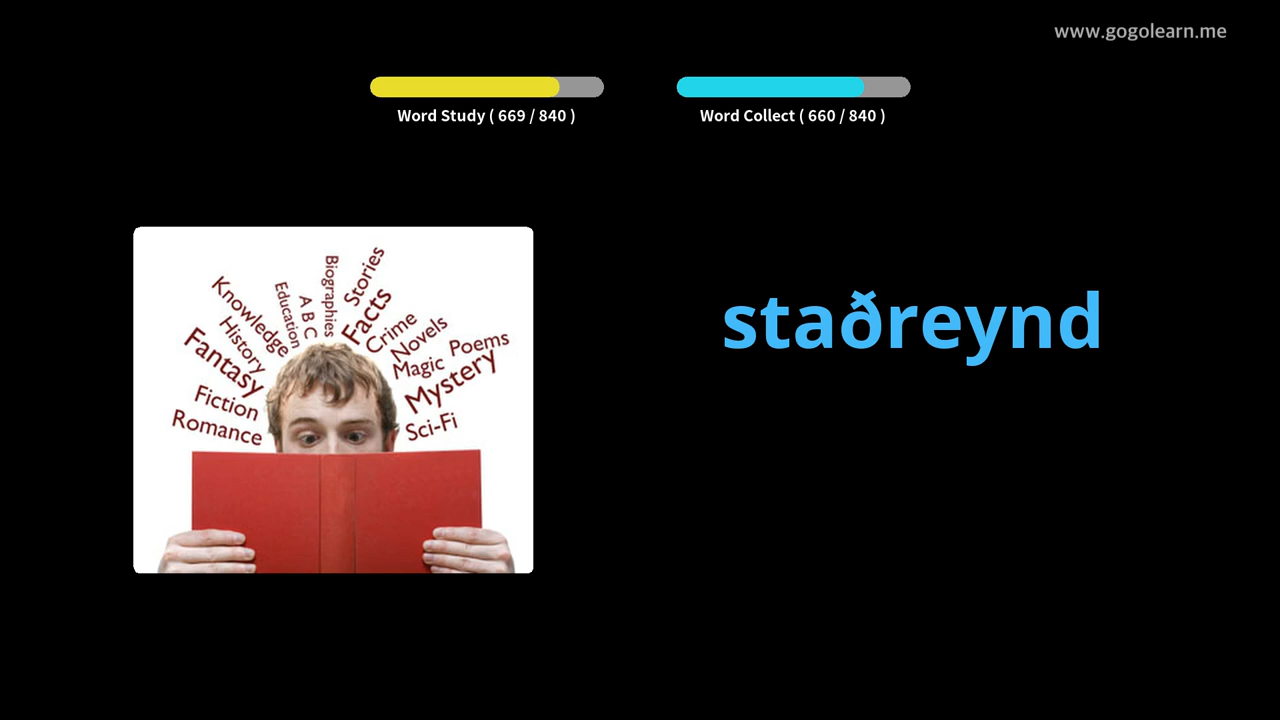 www.gogolearn.me
Word Study ( 669 / 840 )
Word Collect ( 660 / 840 )
staðreynd
Romance
Fiction
Fantasy
History
Knowledge
Education
A B C
Biographies
Stories
Facts
Crime
Novels
Magic
Poems
Mystery
Sci-Fi